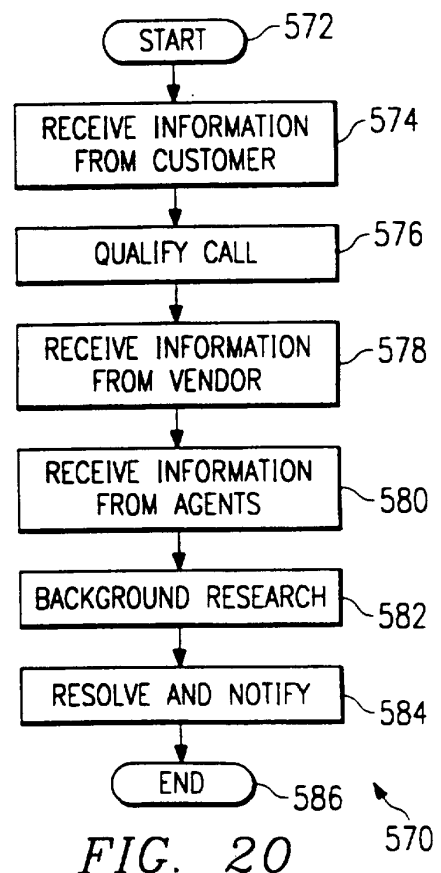 START
572
RECEIVE INFORMATION
FROM CUSTOMER
574
QUALIFY CALL
576
RECEIVE INFORMATION
FROM VENDOR
578
RECEIVE INFORMATION
FROM AGENTS
580
BACKGROUND RESEARCH
582
RESOLVE AND NOTIFY
584
END
586
570
FIG. 20